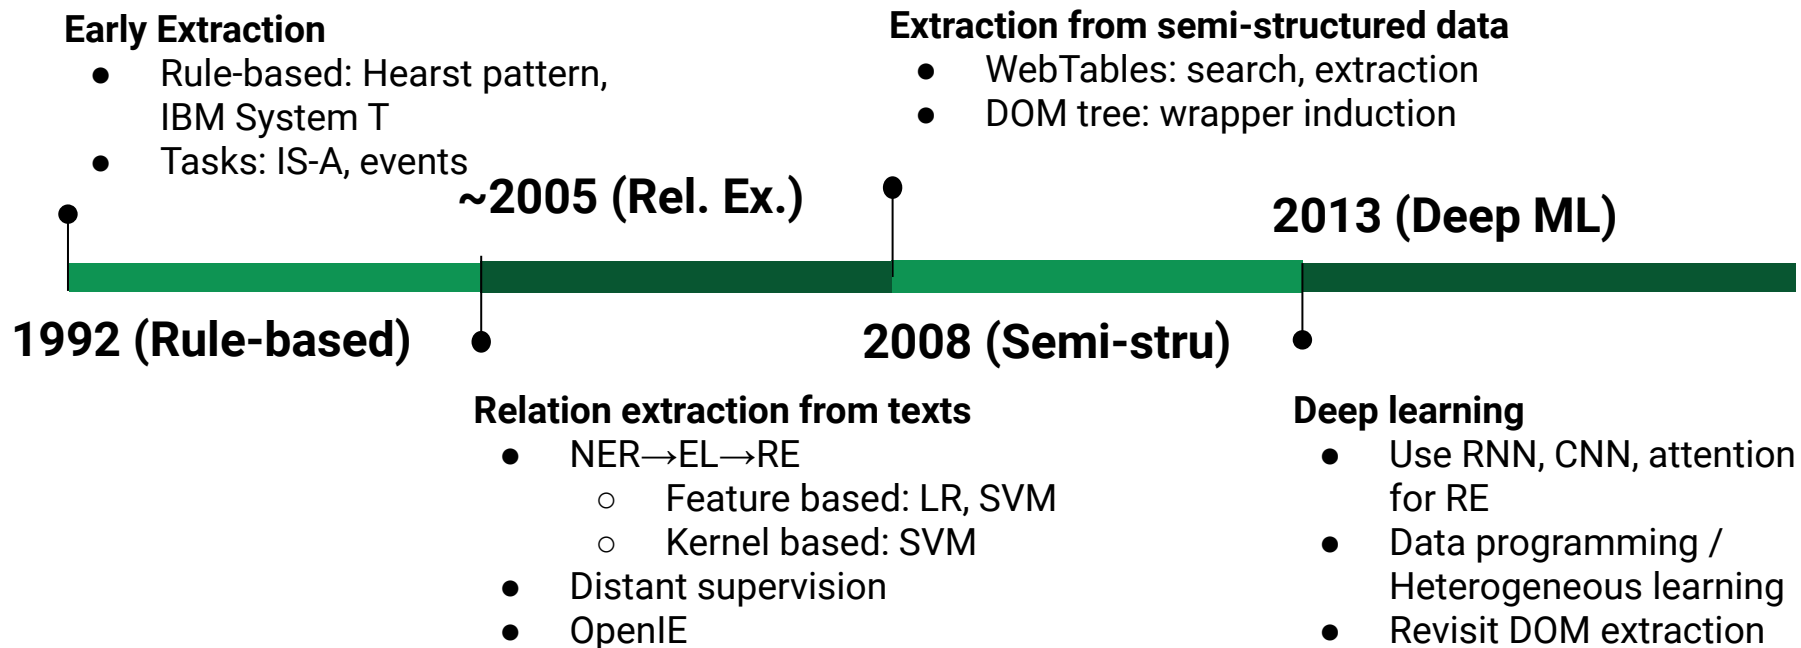 Early Extraction
● Rule-based: Hearst pattern,
IBM System T
● Tasks: IS-A, events
1992 (Rule-based)
~2005 (Rel. Ex.)
Relation extraction from texts
● NER→EL→RE
○ Feature based: LR, SVM
○ Kernel based: SVM
● Distant supervision
● OpenIE
Extraction from semi-structured data
● WebTables: search, extraction
● DOM tree: wrapper induction
2008 (Semi-stru)
2013 (Deep ML)
Deep learning
● Use RNN, CNN, attention
for RE
● Data programming /
Heterogeneous learning
● Revisit DOM extraction